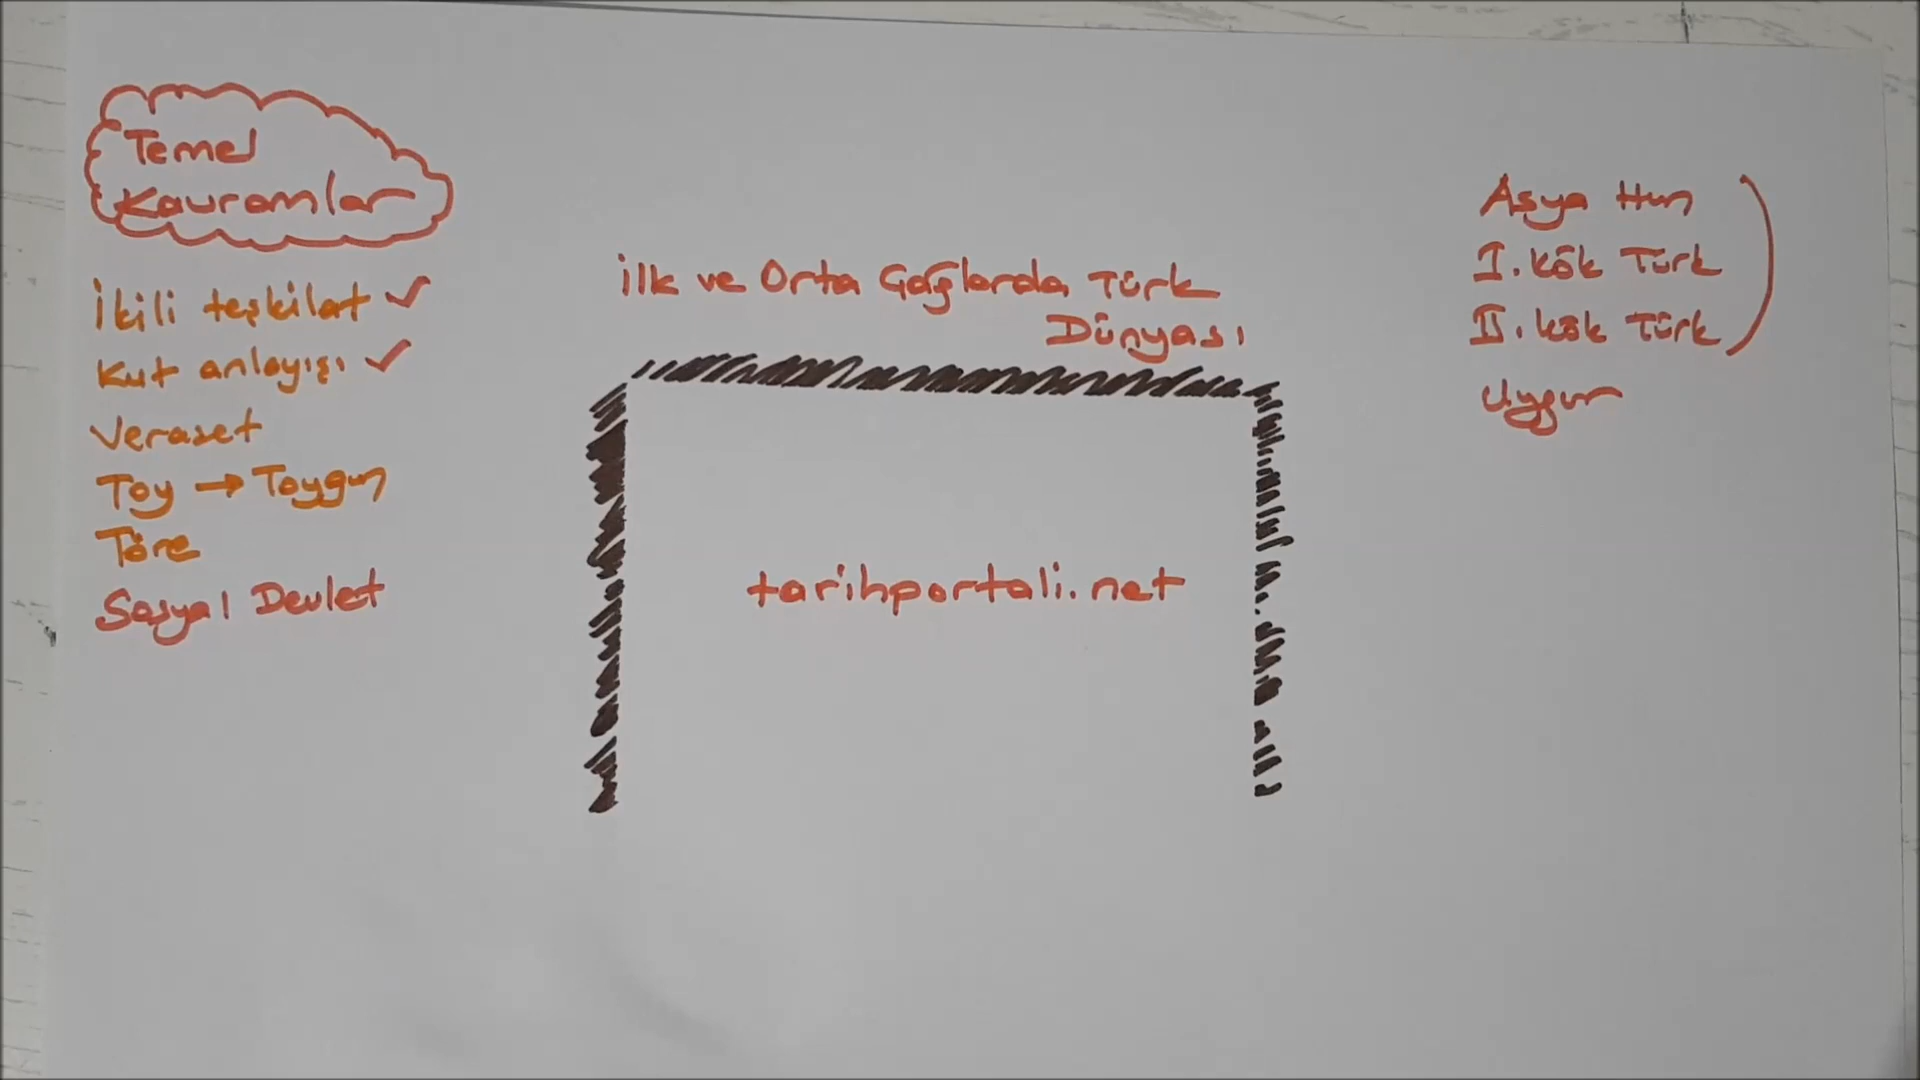 Temel
Kavramlar
İkili teşkilat ✓
Kut anlayışı ✓
Veraset
Toy → Toygun
Töre
Sosyal Devlet
İlk ve Orta Çağlarda Türk
Dünyası
tarihportali.net
Asya Hun
I. Kök Türk
II. Kök Türk
Uygur